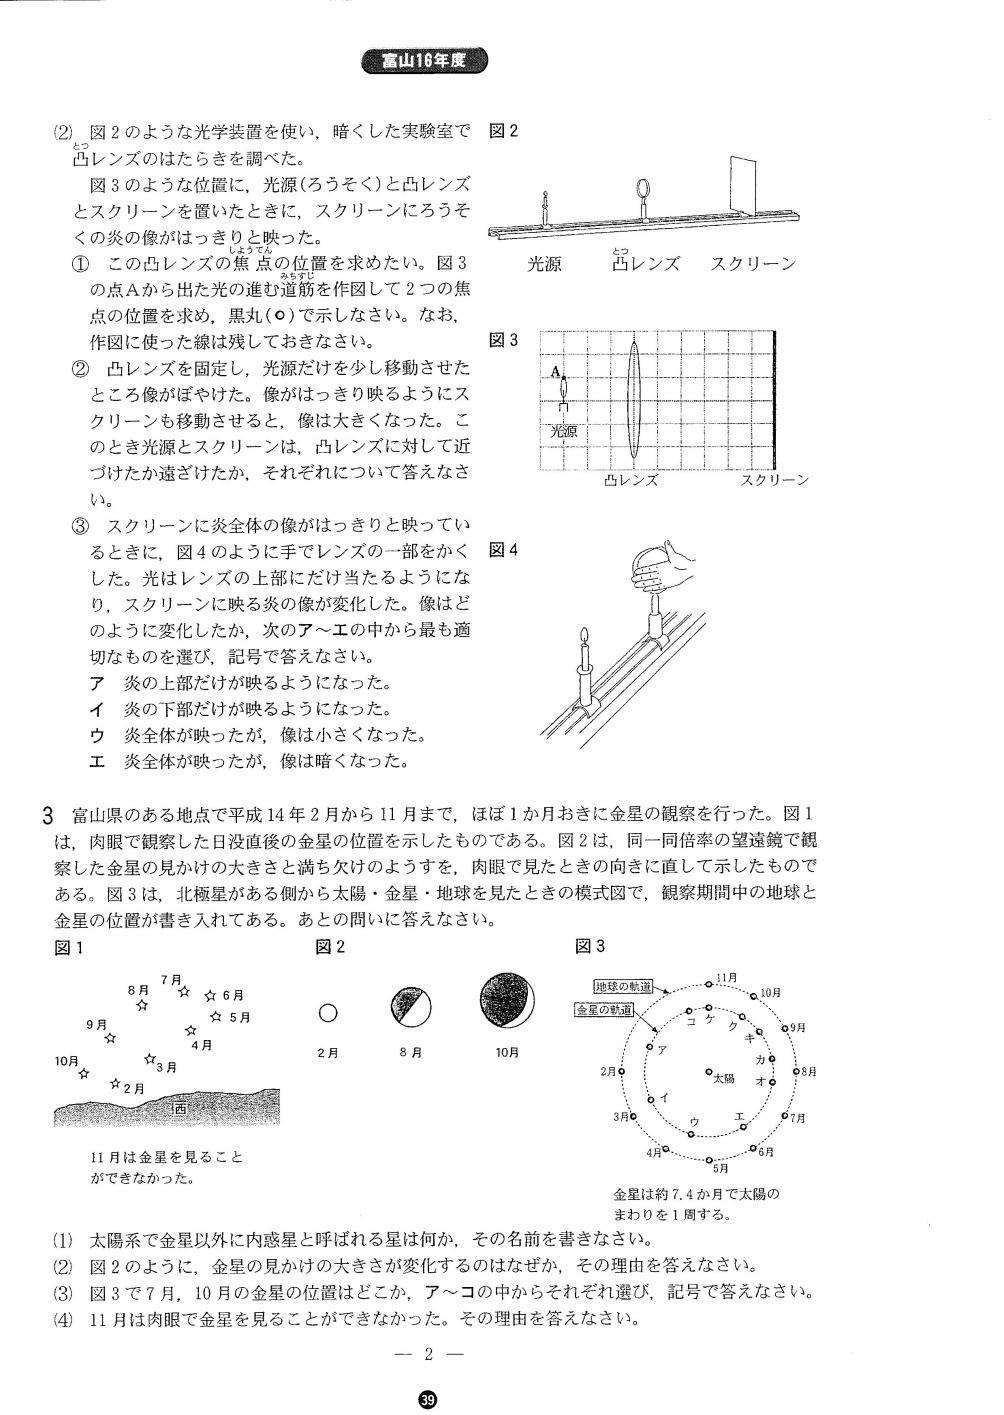 富山16年度
(2) 図2のような光学装置を使い，暗くした実験室で
凸レンズのはたらきを調べた。
とつ
図3のような位置に，光源(ろうそく)と凸レンズ
とスクリーンを置いたときに，スクリーンにろうそ
くの炎の像がはっきりと映った。
① この凸レンズの焦点の位置を求めたい。図3
しようてん
の点Aから出た光の進む道筋を作図して2つの焦
みちすじ
点の位置を求め，黒丸(●)で示しなさい。なお，
作図に使った線は残しておきなさい。
② 凸レンズを固定し，光源だけを少し移動させた
ところ像がぼやけた。像がはっきり映るようにス
クリーンも移動させると，像は大きくなった。こ
のとき光源とスクリーンは，凸レンズに対して近
づけたか遠ざけたか，それぞれについて答えなさ
い。
③ スクリーンに炎全体の像がはっきりと映ってい
るときに，図4のように手でレンズの一部をかく
した。光はレンズの上部にだけ当たるようにな
り，スクリーンに映る炎の像が変化した。像はど
のように変化したか，次のア～エの中から最も適
切なものを選び，記号で答えなさい。
ア 炎の上部だけが映るようになった。
イ 炎の下部だけが映るようになった。
ウ 炎全体が映ったが，像は小さくなった。
エ 炎全体が映ったが，像は暗くなった。
図2
光源 凸レンズ スクリーン
とつ
図3
A
光源
凸レンズ スクリーン
図4
3 富山県のある地点で平成14年2月から11月まで，ほぼ1か月おきに金星の観察を行った。図1
は，肉眼で観察した日没直後の金星の位置を示したものである。図2は，同一同倍率の望遠鏡で観
察した金星の見かけの大きさと満ち欠けのようすを，肉眼で見たときの向きに直して示したもので
ある。図3は，北極星がある側から太陽・金星・地球を見たときの模式図で，観察期間中の地球と
金星の位置が書き入れてある。あとの問いに答えなさい。
図1
7月
8月
6月
5月
9月
4月
10月
3月
2月
西
11月は金星を見ること
ができなかった。
図2
2月 8月 10月
図3
地球の軌道
金星の軌道
11月
10月
9月
8月
7月
6月
5月
4月
3月
2月
コ ケ ク キ カ オ エ ウ イ ア
太陽
金星は約7.4か月で太陽の
まわりを1周する。
(1) 太陽系で金星以外に内惑星と呼ばれる星は何か，その名前を書きなさい。
(2) 図2のように，金星の見かけの大きさが変化するのはなぜか，その理由を答えなさい。
(3) 図3で7月，10月の金星の位置はどこか，ア～コの中からそれぞれ選び，記号で答えなさい。
(4) 11月は肉眼で金星を見ることができなかった。その理由を答えなさい。
— 2 —
39